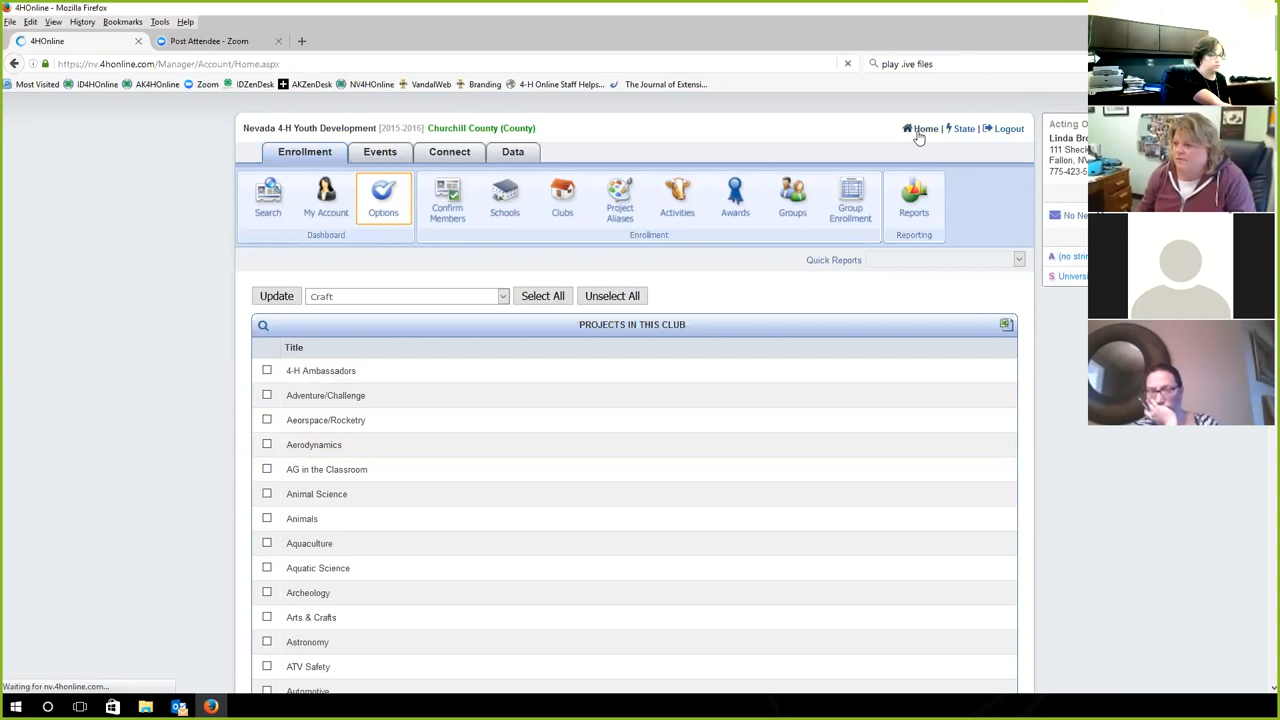 4HOnline - Mozilla Firefox
File Edit View History Bookmarks Tools Help
4HOnline × Post Attendee - Zoom × +
https://nv.4honline.com/Manager/Account/Home.aspx
play .ive files
Most Visited ID4HOnline AK4HOnline Zoom IDZenDesk AKZenDesk NV4HOnline VandalWeb Branding 4-H Online Staff Helps... The Journal of Extensi...
Nevada 4-H Youth Development [2015-2016] Churchill County (County)
Home | State | Logout
Enrollment Events Connect Data
Search My Account Options Confirm Members Schools Clubs Project Aliases Activities Awards Groups Group Enrollment Reports
Dashboard Enrollment Reporting
Quick Reports
Update Craft Select All Unselect All
PROJECTS IN THIS CLUB
Title
4-H Ambassadors
Adventure/Challenge
Aeorspace/Rocketry
Aerodynamics
AG in the Classroom
Animal Science
Animals
Aquaculture
Aquatic Science
Archeology
Arts & Crafts
Astronomy
ATV Safety
Automotive
Acting
Linda
111
Fallon,
775-423-5
No
A (no
S
Waiting for nv.4honline.com...